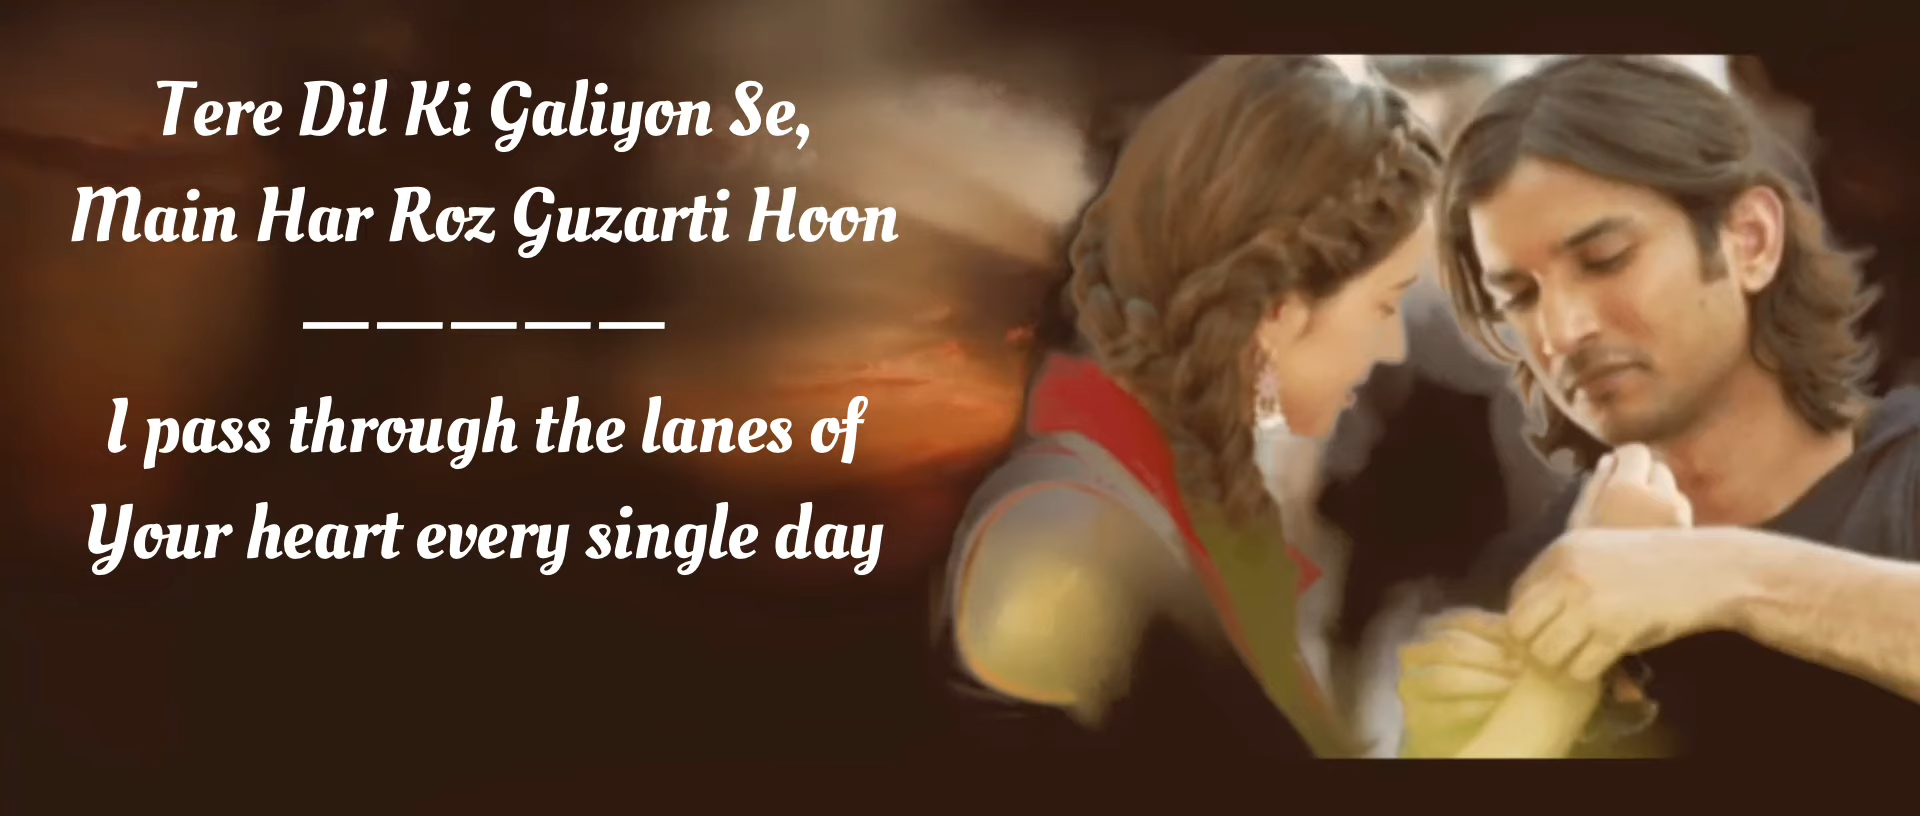 Tere Dil Ki Galiyon Se,
Main Har Roz Guzarti Hoon
—————
I pass through the lanes of
Your heart every single day